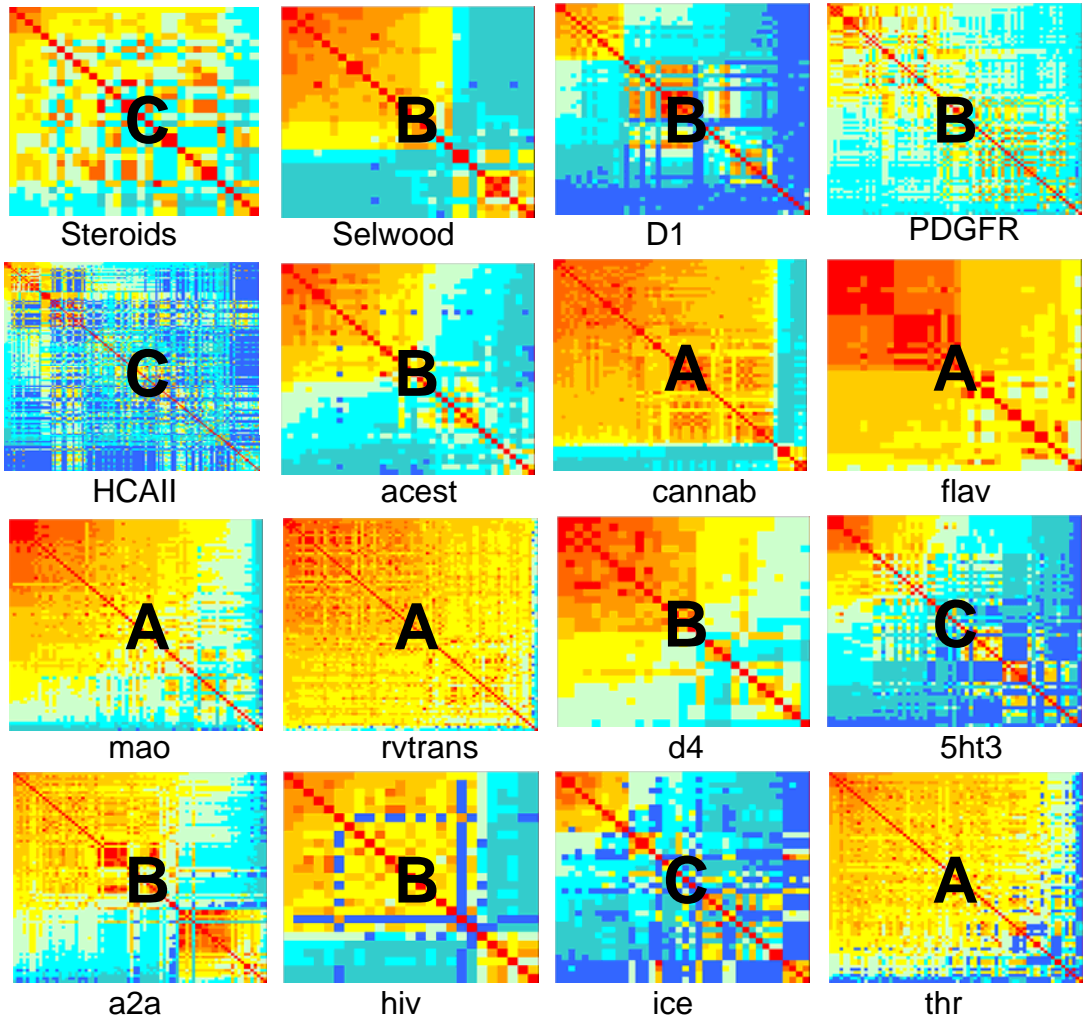 C B B B
Steroids Selwood D1 PDGFR
C B A A
HCAII acest cannab flav
A A B C
mao rvtrans d4 5ht3
B B C A
a2a hiv ice thr